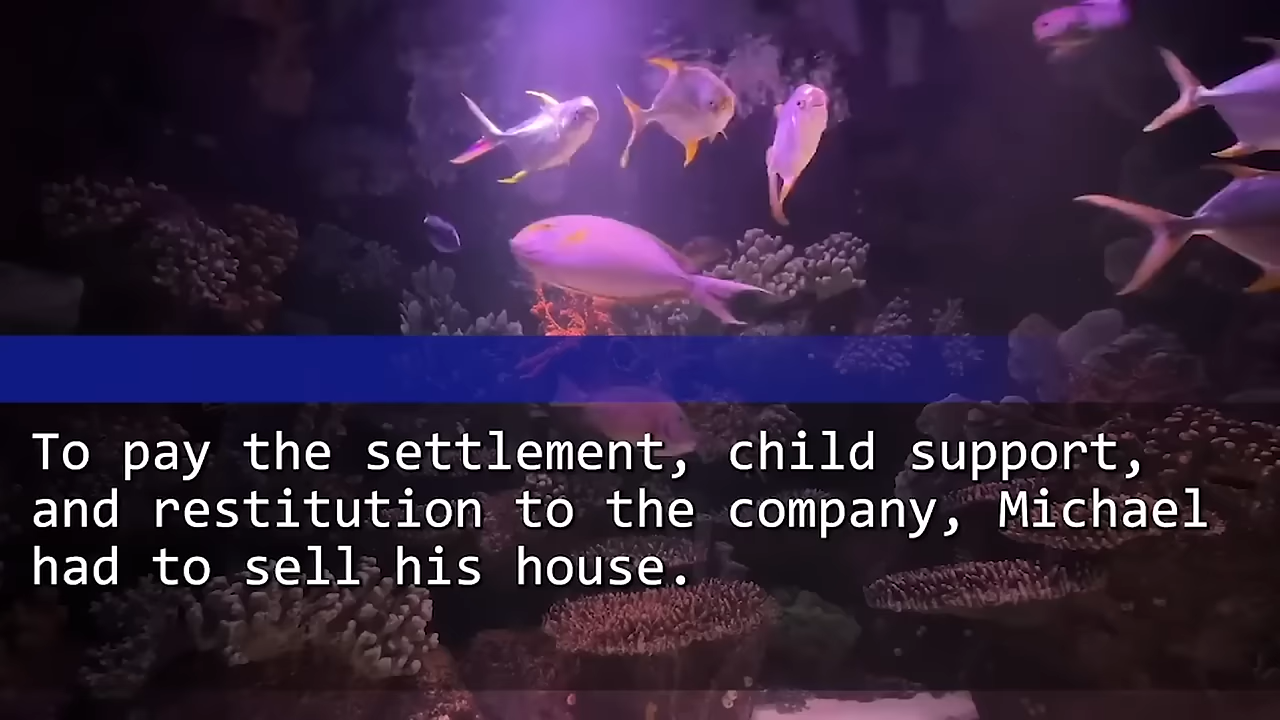 To pay the settlement, child support,
and restitution to the company, Michael
had to sell his house.